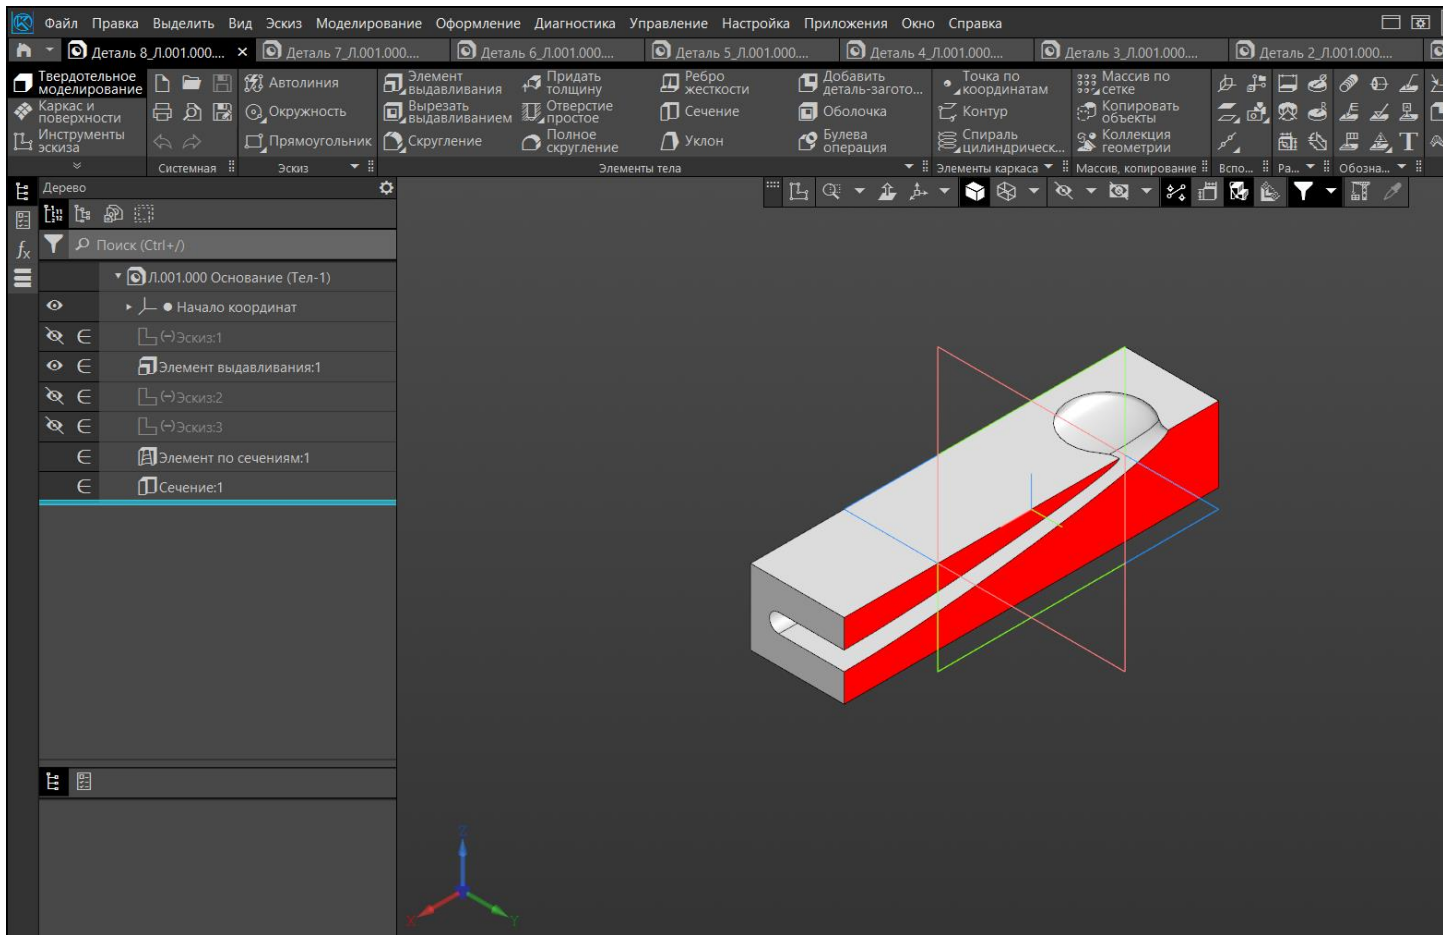 Файл Правка Выделить Вид Эскиз Моделирование Оформление Диагностика Управление Настройка Приложения Окно Справка
Деталь 8_Л.001.000.... × Деталь 7_Л.001.000.... Деталь 6_Л.001.000.... Деталь 5_Л.001.000.... Деталь 4_Л.001.000.... Деталь 3_Л.001.000.... Деталь 2_Л.001.000....
Твердотельное моделирование
Каркас и поверхности
Инструменты эскиза
Системная
Автолиния
Окружность
Прямоугольник
Эскиз
Элемент выдавливания
Вырезать выдавливанием
Скругление
Придать толщину
Отверстие простое
Полное скругление
Ребро жесткости
Сечение
Уклон
Добавить деталь-загото...
Оболочка
Булева операция
Элементы тела
Точка по координатам
Контур
Спираль цилиндрическ...
Элементы каркаса
Массив по сетке
Копировать объекты
Коллекция геометрии
Массив, копирование
Вспо...
Ра...
Обозна...
Дерево
Поиск (Ctrl+/)
Л.001.000 Основание (Тел-1)
Начало координат
(-)Эскиз:1
Элемент выдавливания:1
(-)Эскиз:2
(-)Эскиз:3
Элемент по сечениям:1
Сечение:1
Z
X
Y